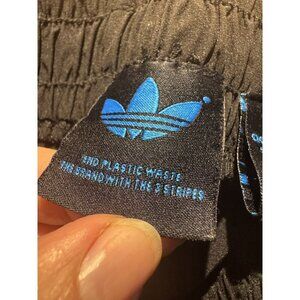 END PLASTIC WASTE
THE BRAND WITH THE 3 STRIPES